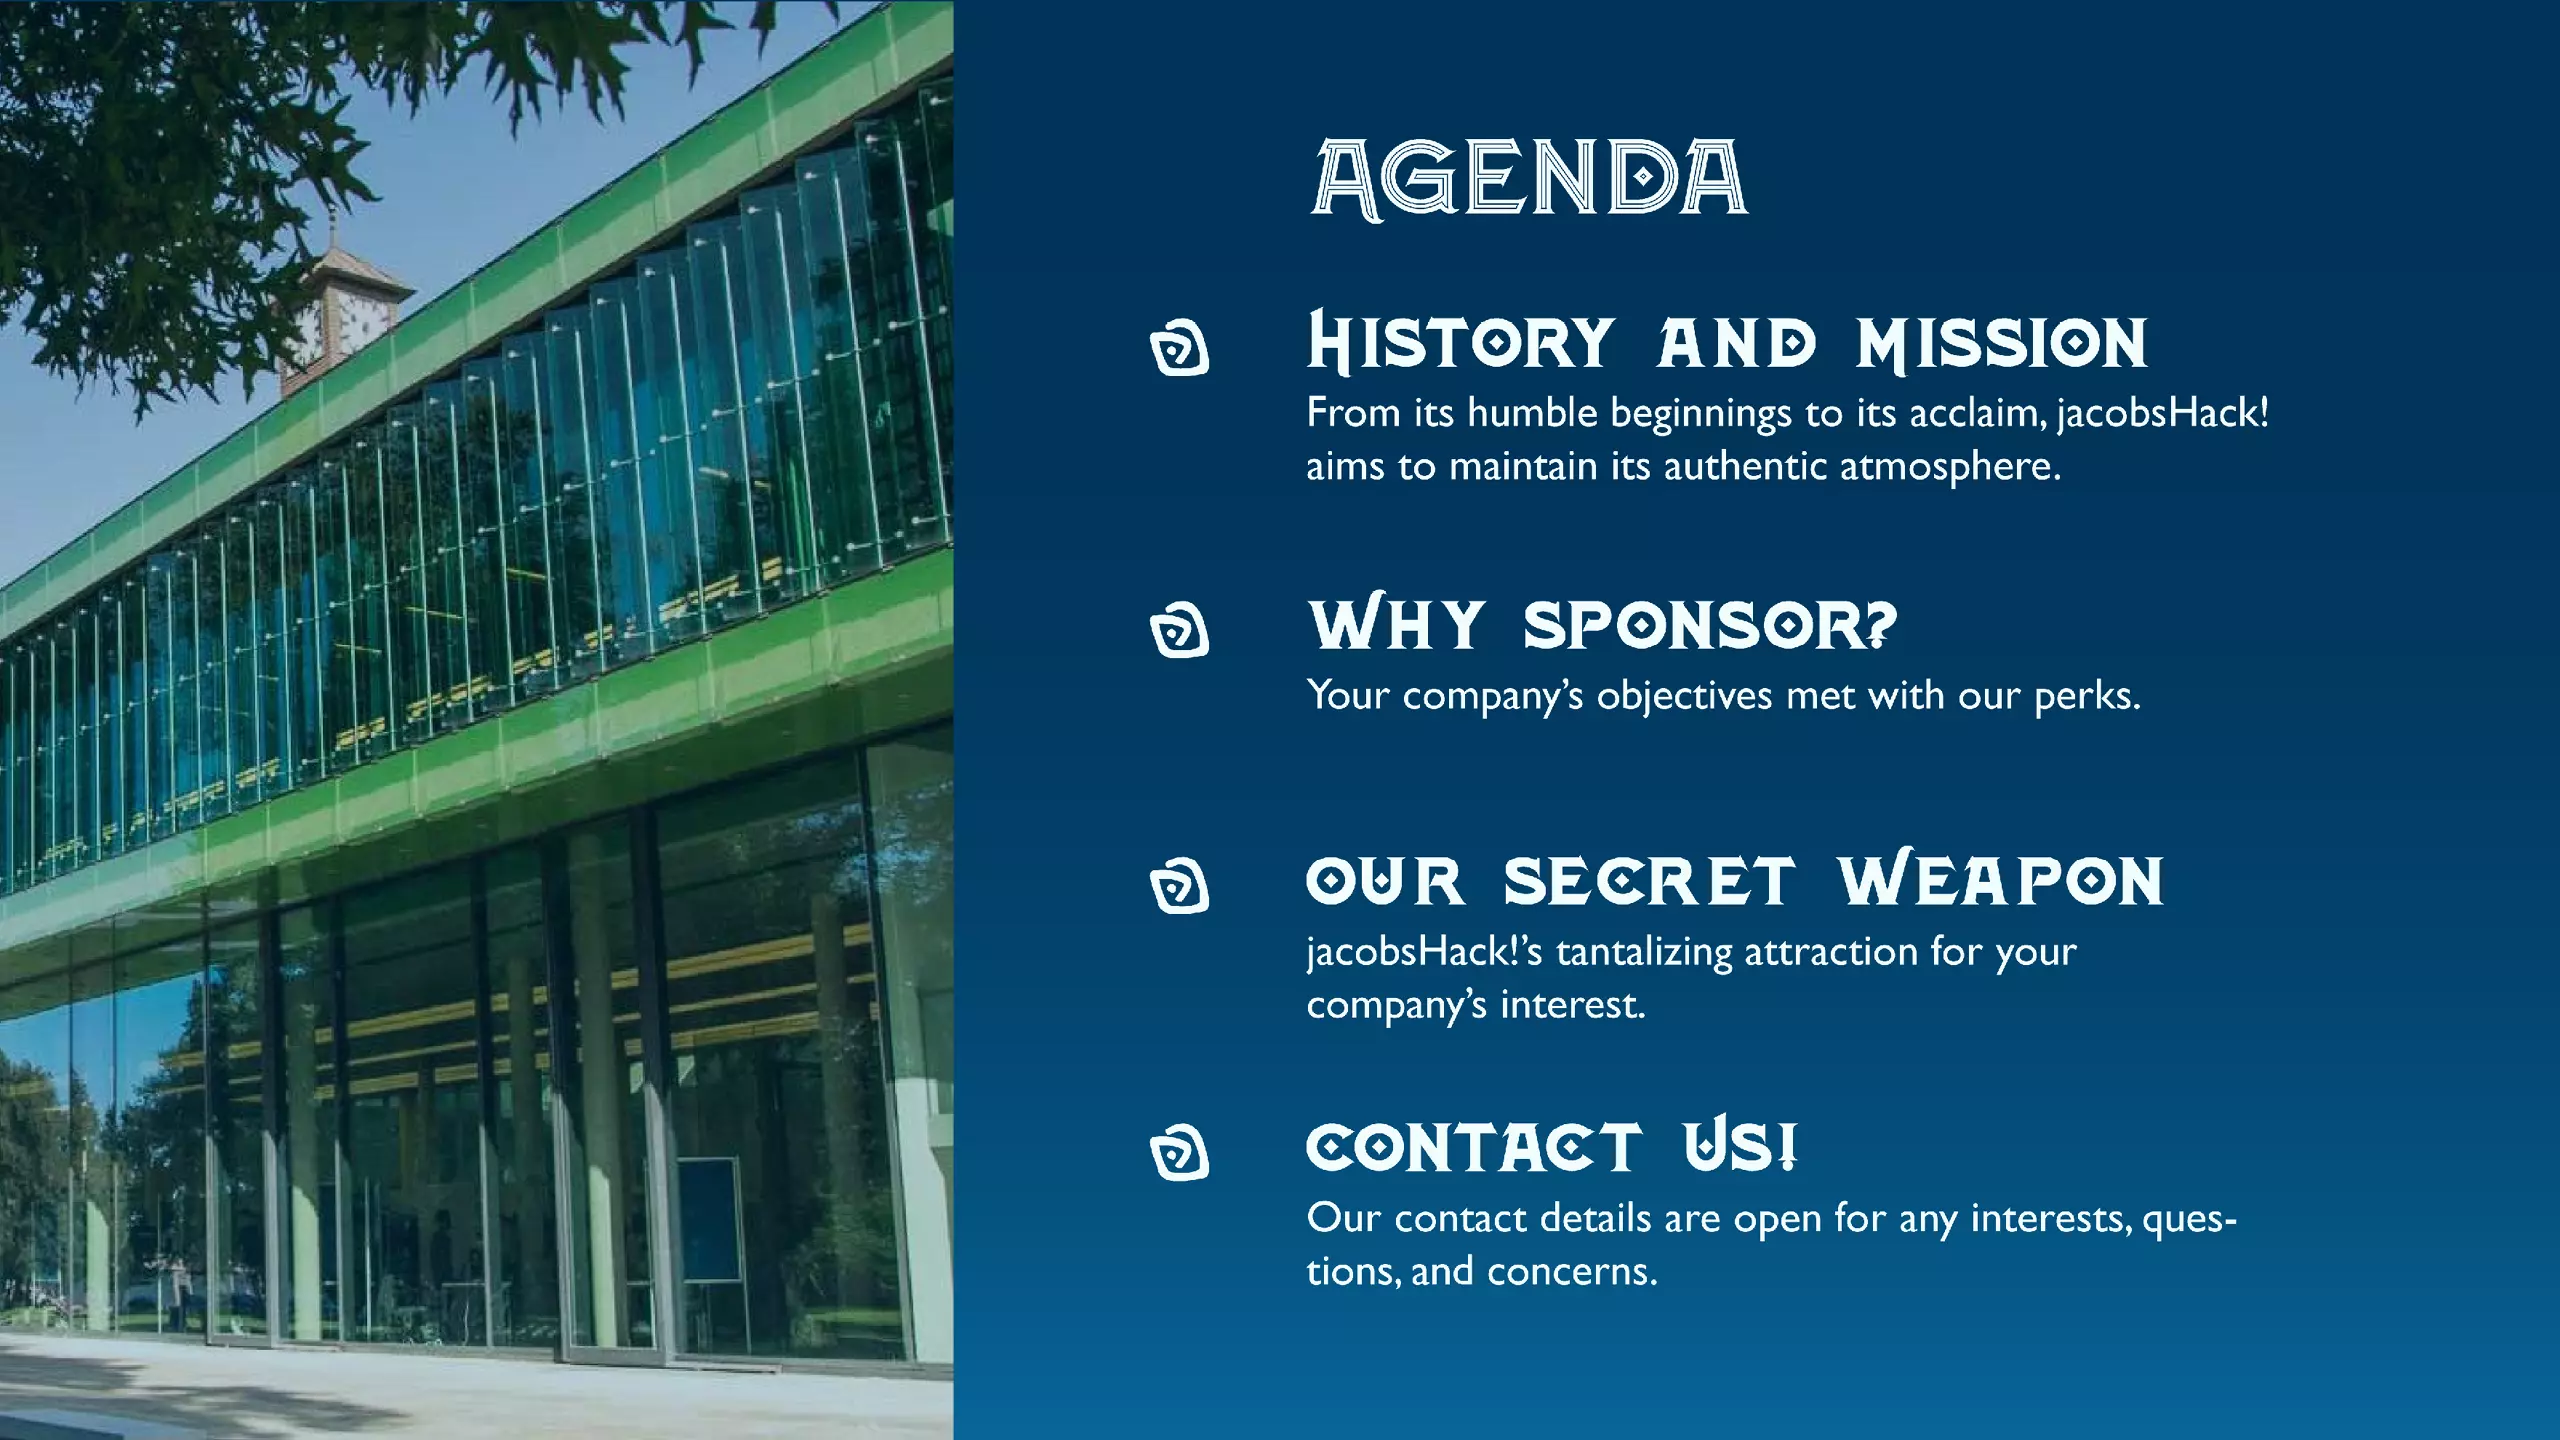 AGENDA
HISTORY AND MISSION
From its humble beginnings to its acclaim, jacobsHack!
aims to maintain its authentic atmosphere.
WHY SPONSOR?
Your company’s objectives met with our perks.
OUR SECRET WEAPON
jacobsHack!’s tantalizing attraction for your
company’s interest.
CONTACT US!
Our contact details are open for any interests, ques-
tions, and concerns.